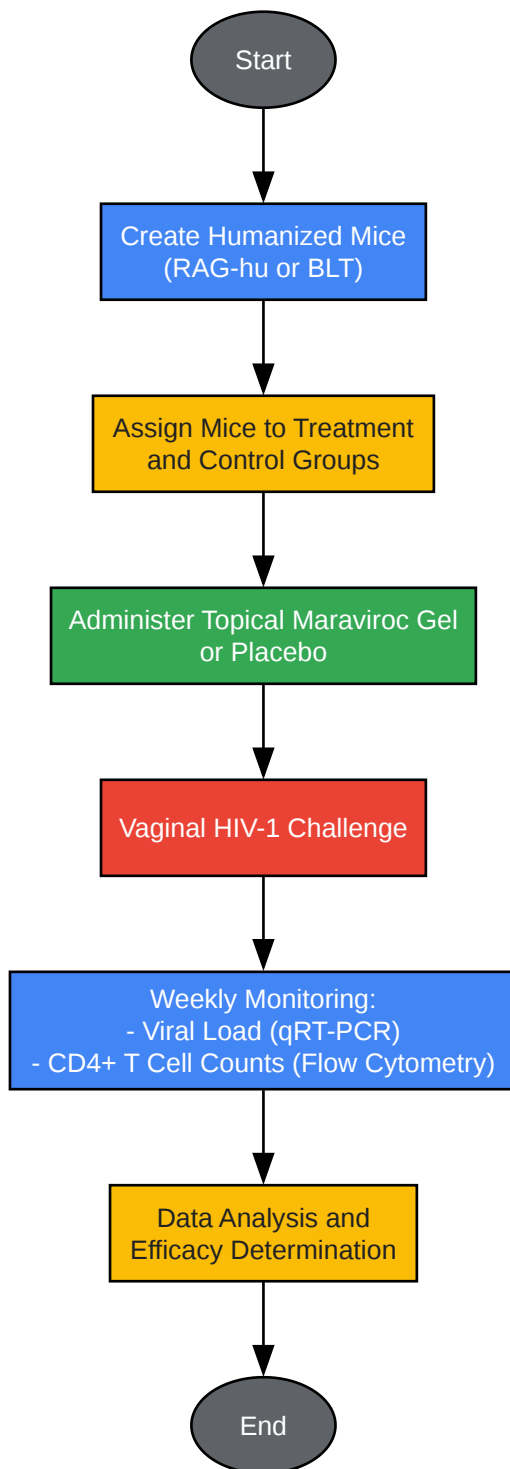 Start
Create Humanized Mice
(RAG-hu or BLT)
Assign Mice to Treatment
and Control Groups
Administer Topical Maraviroc Gel
or Placebo
Vaginal HIV-1 Challenge
Weekly Monitoring:
- Viral Load (qRT-PCR)
- CD4+ T Cell Counts (Flow Cytometry)
Data Analysis and
Efficacy Determination
End